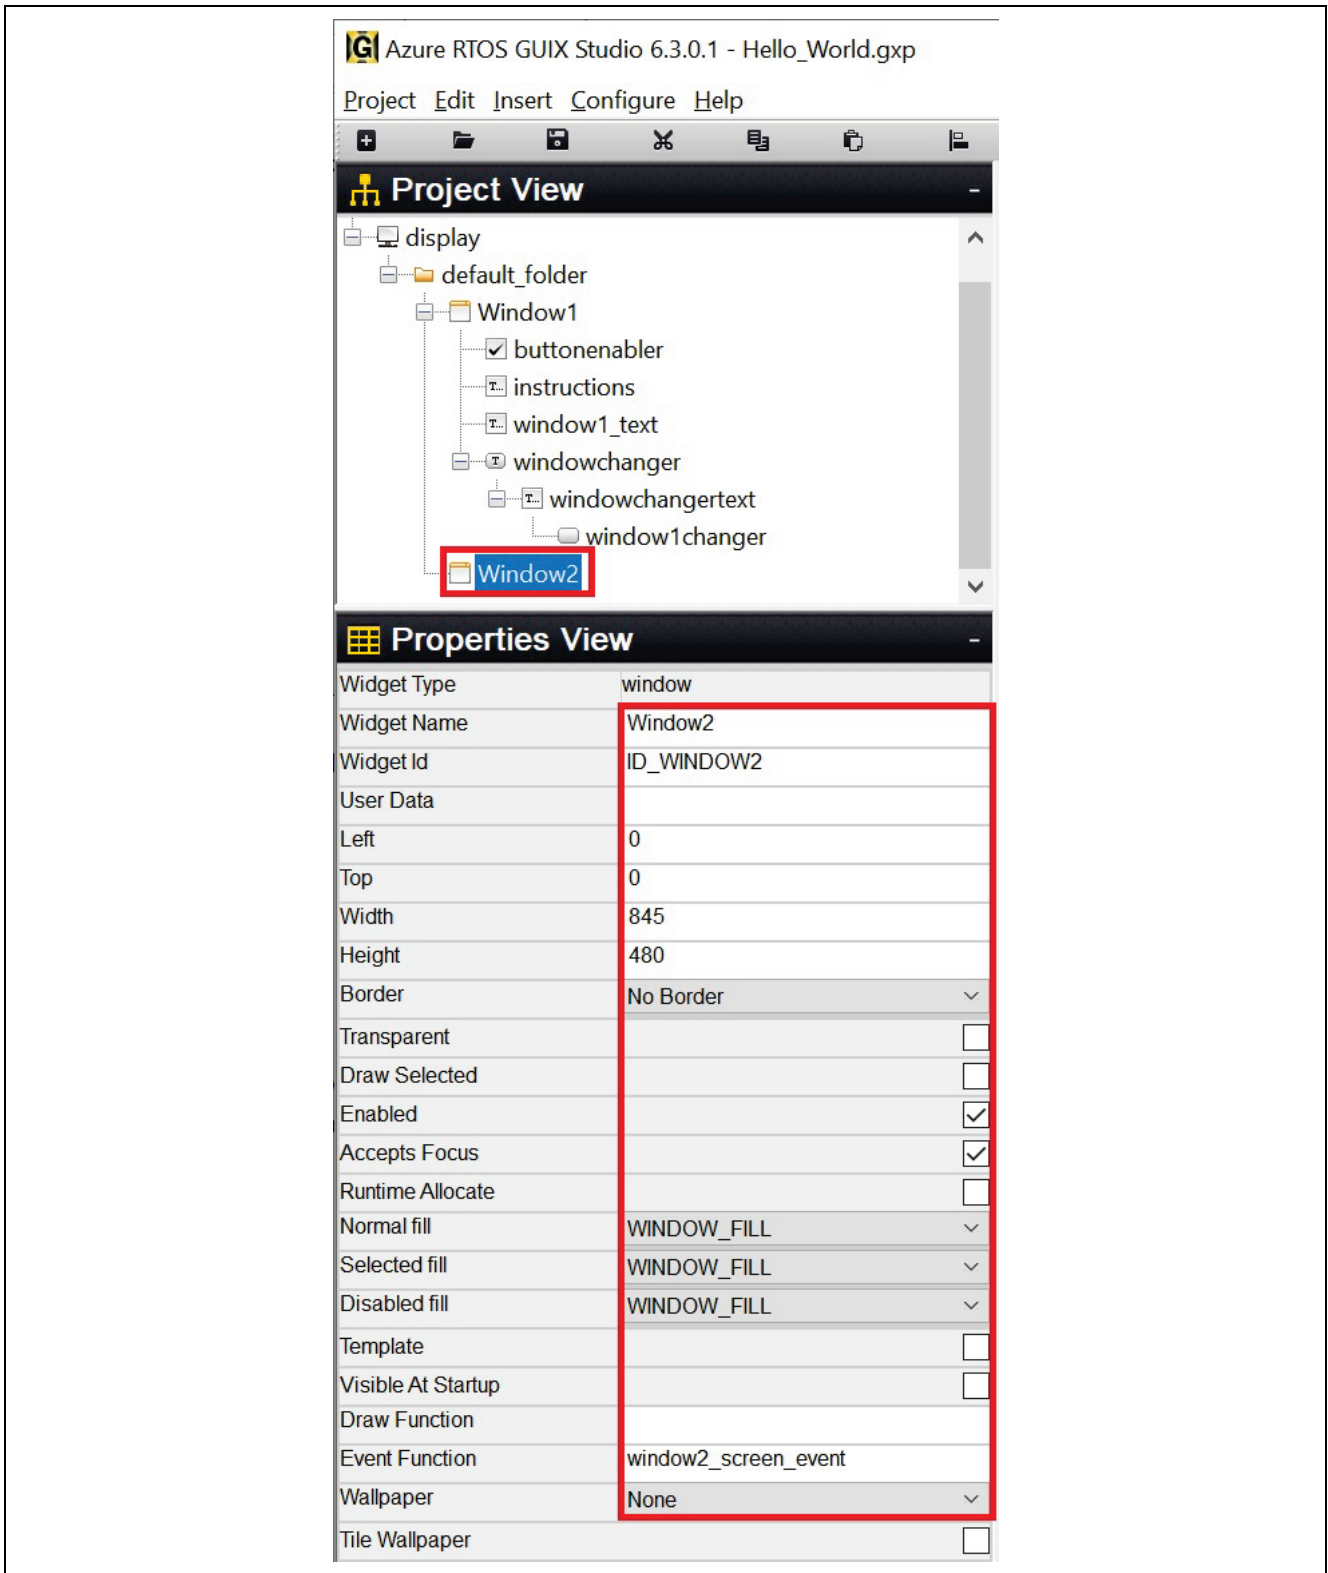 Azure RTOS GUIX Studio 6.3.0.1 - Hello_World.gxp
Project Edit Insert Configure Help
Project View
display
default_folder
Window1
buttonenabler
instructions
window1_text
windowchanger
windowchangertext
window1changer
Window2
Properties View
Widget Type window
Widget Name Window2
Widget Id ID_WINDOW2
User Data
Left 0
Top 0
Width 845
Height 480
Border No Border
Transparent
Draw Selected
Enabled
Accepts Focus
Runtime Allocate
Normal fill WINDOW_FILL
Selected fill WINDOW_FILL
Disabled fill WINDOW_FILL
Template
Visible At Startup
Draw Function
Event Function window2_screen_event
Wallpaper None
Tile Wallpaper